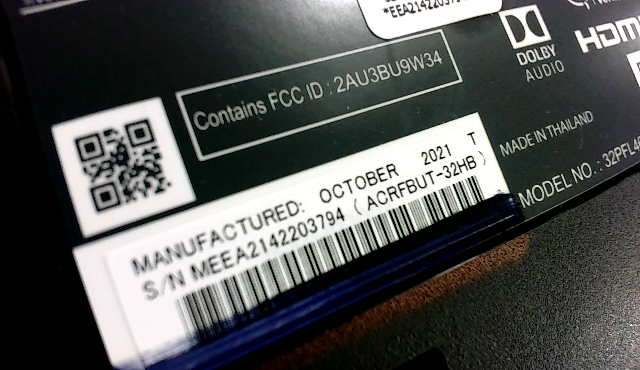 *EEA2142203794
Contains FCC ID : 2AU3BU9W34
DOLBY
AUDIO
HDMI
MADE IN THAILAND
MODEL NO. : 32PFL4
MANUFACTURED: OCTOBER 2021 T
S/N MEEA2142203794 ( ACRFBUT-32HB )